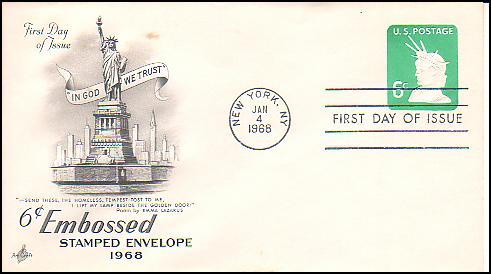 First Day
of Issue
IN GOD WE TRUST
"—SEND THESE, THE HOMELESS, TEMPEST-TOST TO ME,
I LIFT MY LAMP BESIDE THE GOLDEN DOOR!"
Poem by EMMA LAZARUS
6¢ Embossed
STAMPED ENVELOPE
1968
ArtCraft
NEW YORK, NY
JAN
4
1968
U.S. POSTAGE
6¢
FIRST DAY OF ISSUE